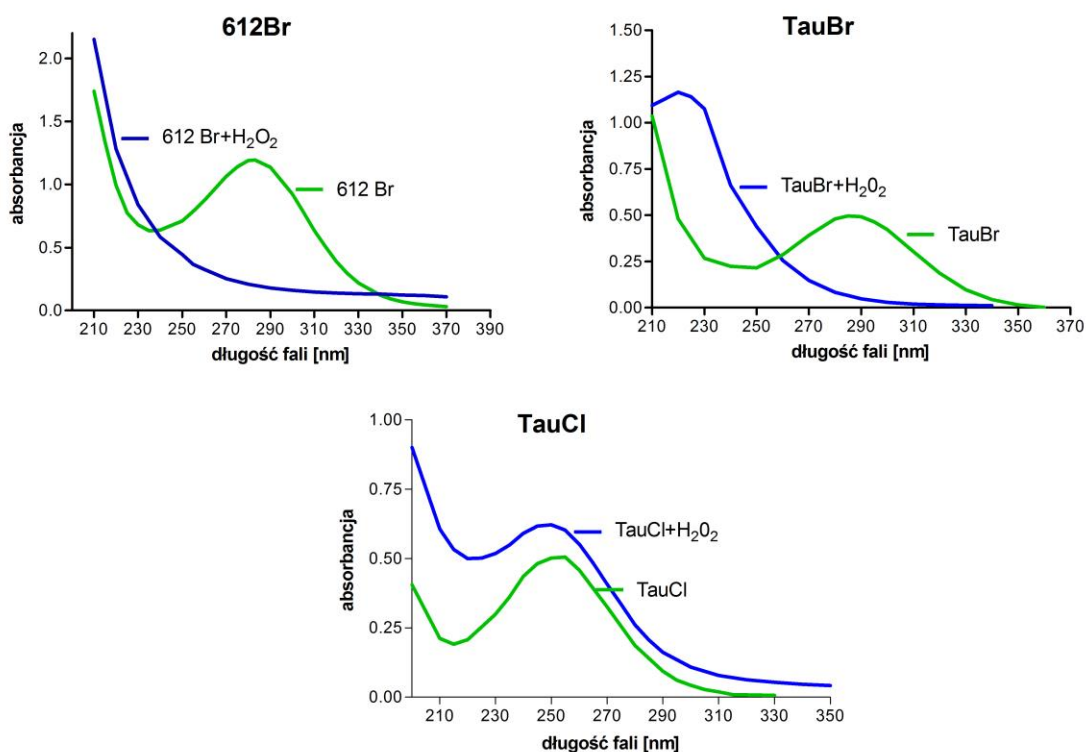 612Br
2.0
1.5
1.0
0.5
0.0
absorbancja
612 Br+H₂O₂
612 Br
210 230 250 270 290 310 330 350 370 390
długość fali [nm]
TauBr
1.50
1.25
1.00
0.75
0.50
0.25
0.00
absorbancja
TauBr+H₂0₂
TauBr
210 230 250 270 290 310 330 350 370
długość fali [nm]
TauCl
1.00
0.75
0.50
0.25
0.00
absorbancja
TauCl+H₂0₂
TauCl
210 230 250 270 290 310 330 350
długość fali [nm]